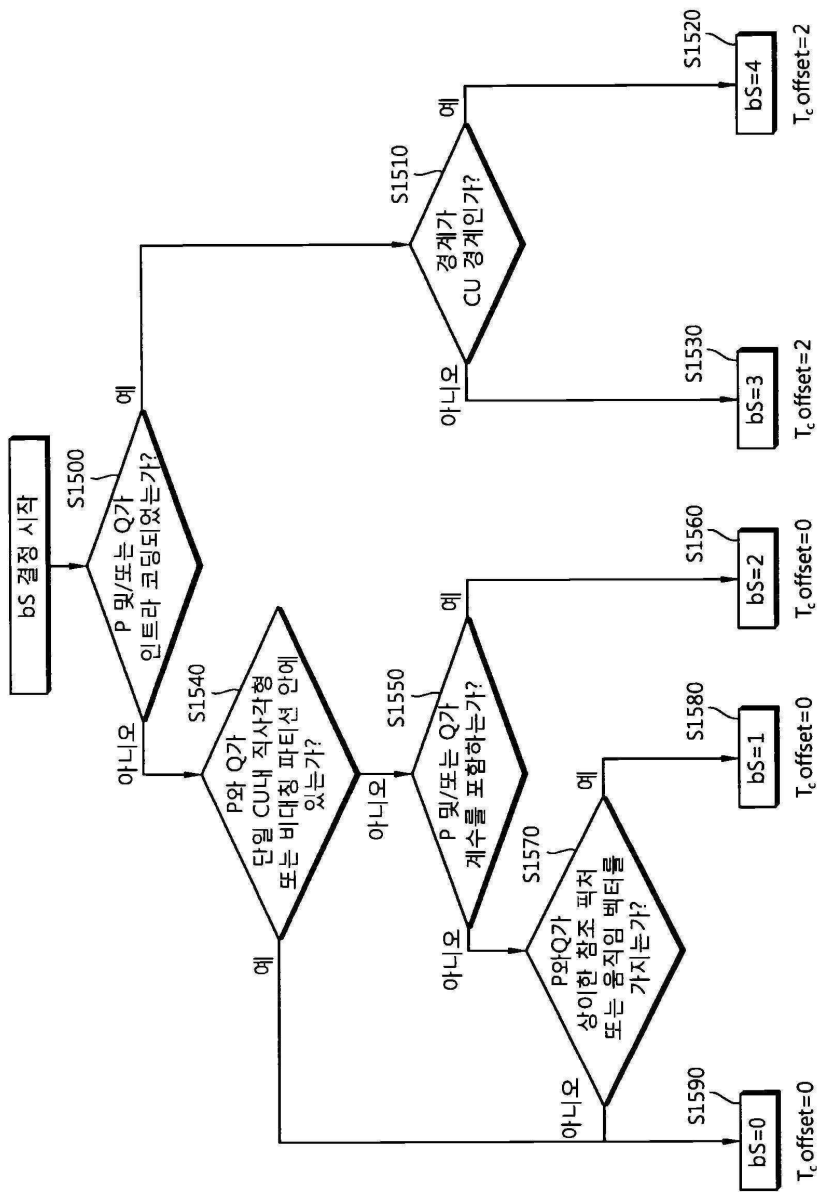 bS 결정 시작
S1500
P 및/또는 Q가
인트라 코딩되었는가?
아니오
예
S1540
P와 Q가
단일 CU내 직사각형
또는 비대칭 파티션 안에
있는가?
예
아니오
S1510
경계가
CU 경계인가?
아니오
예
S1550
P 및/또는 Q가
계수를 포함하는가?
아니오
예
S1570
P와Q가
상이한 참조 픽처
또는 움직임 벡터를
가지는가?
아니오
예
S1590
bS=0
Tc offset=0
S1580
bS=1
Tc offset=0
S1560
bS=2
Tc offset=0
S1530
bS=3
Tc offset=2
S1520
bS=4
Tc offset=2